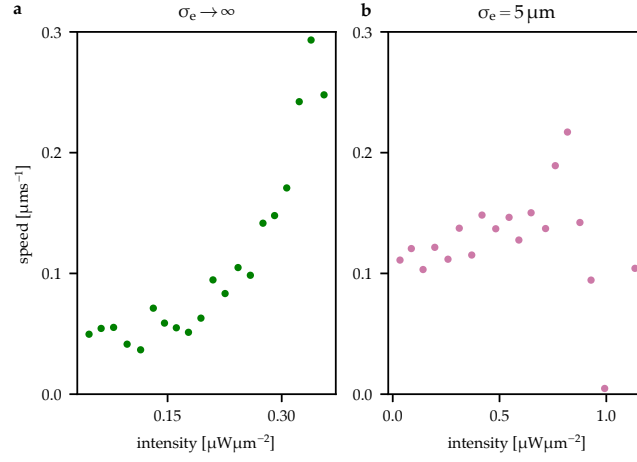 a
σe → ∞
b
σe = 5 μm
0.3
0.2
0.1
0.0
speed [μms⁻¹]
0.15
0.30
intensity [μWμm⁻²]
0.3
0.2
0.1
0.0
0.0
0.5
1.0
intensity [μWμm⁻²]